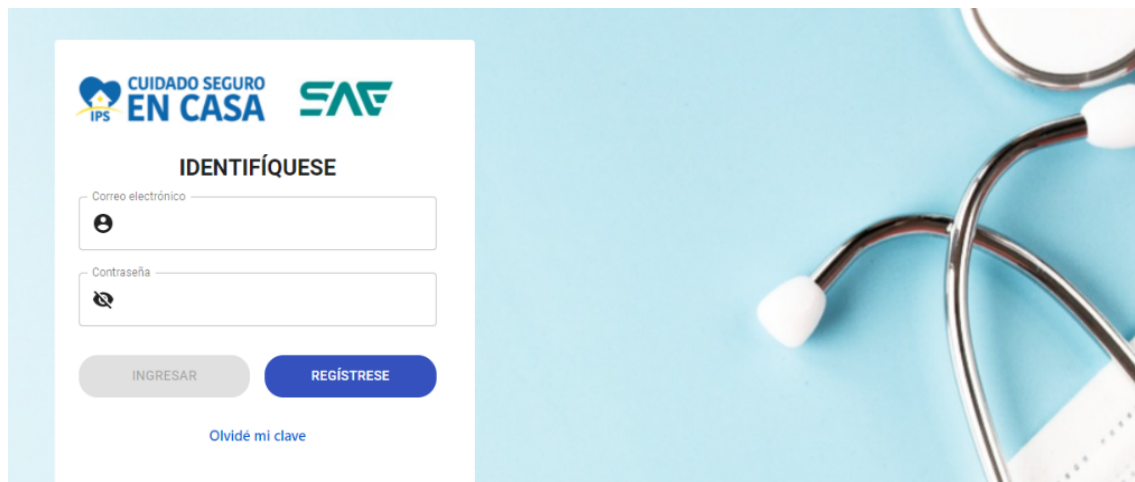 CUIDADO SEGURO
EN CASA
IPS
SAE
IDENTIFÍQUESE
Correo electrónico
Contraseña
INGRESAR
REGÍSTRESE
Olvidé mi clave